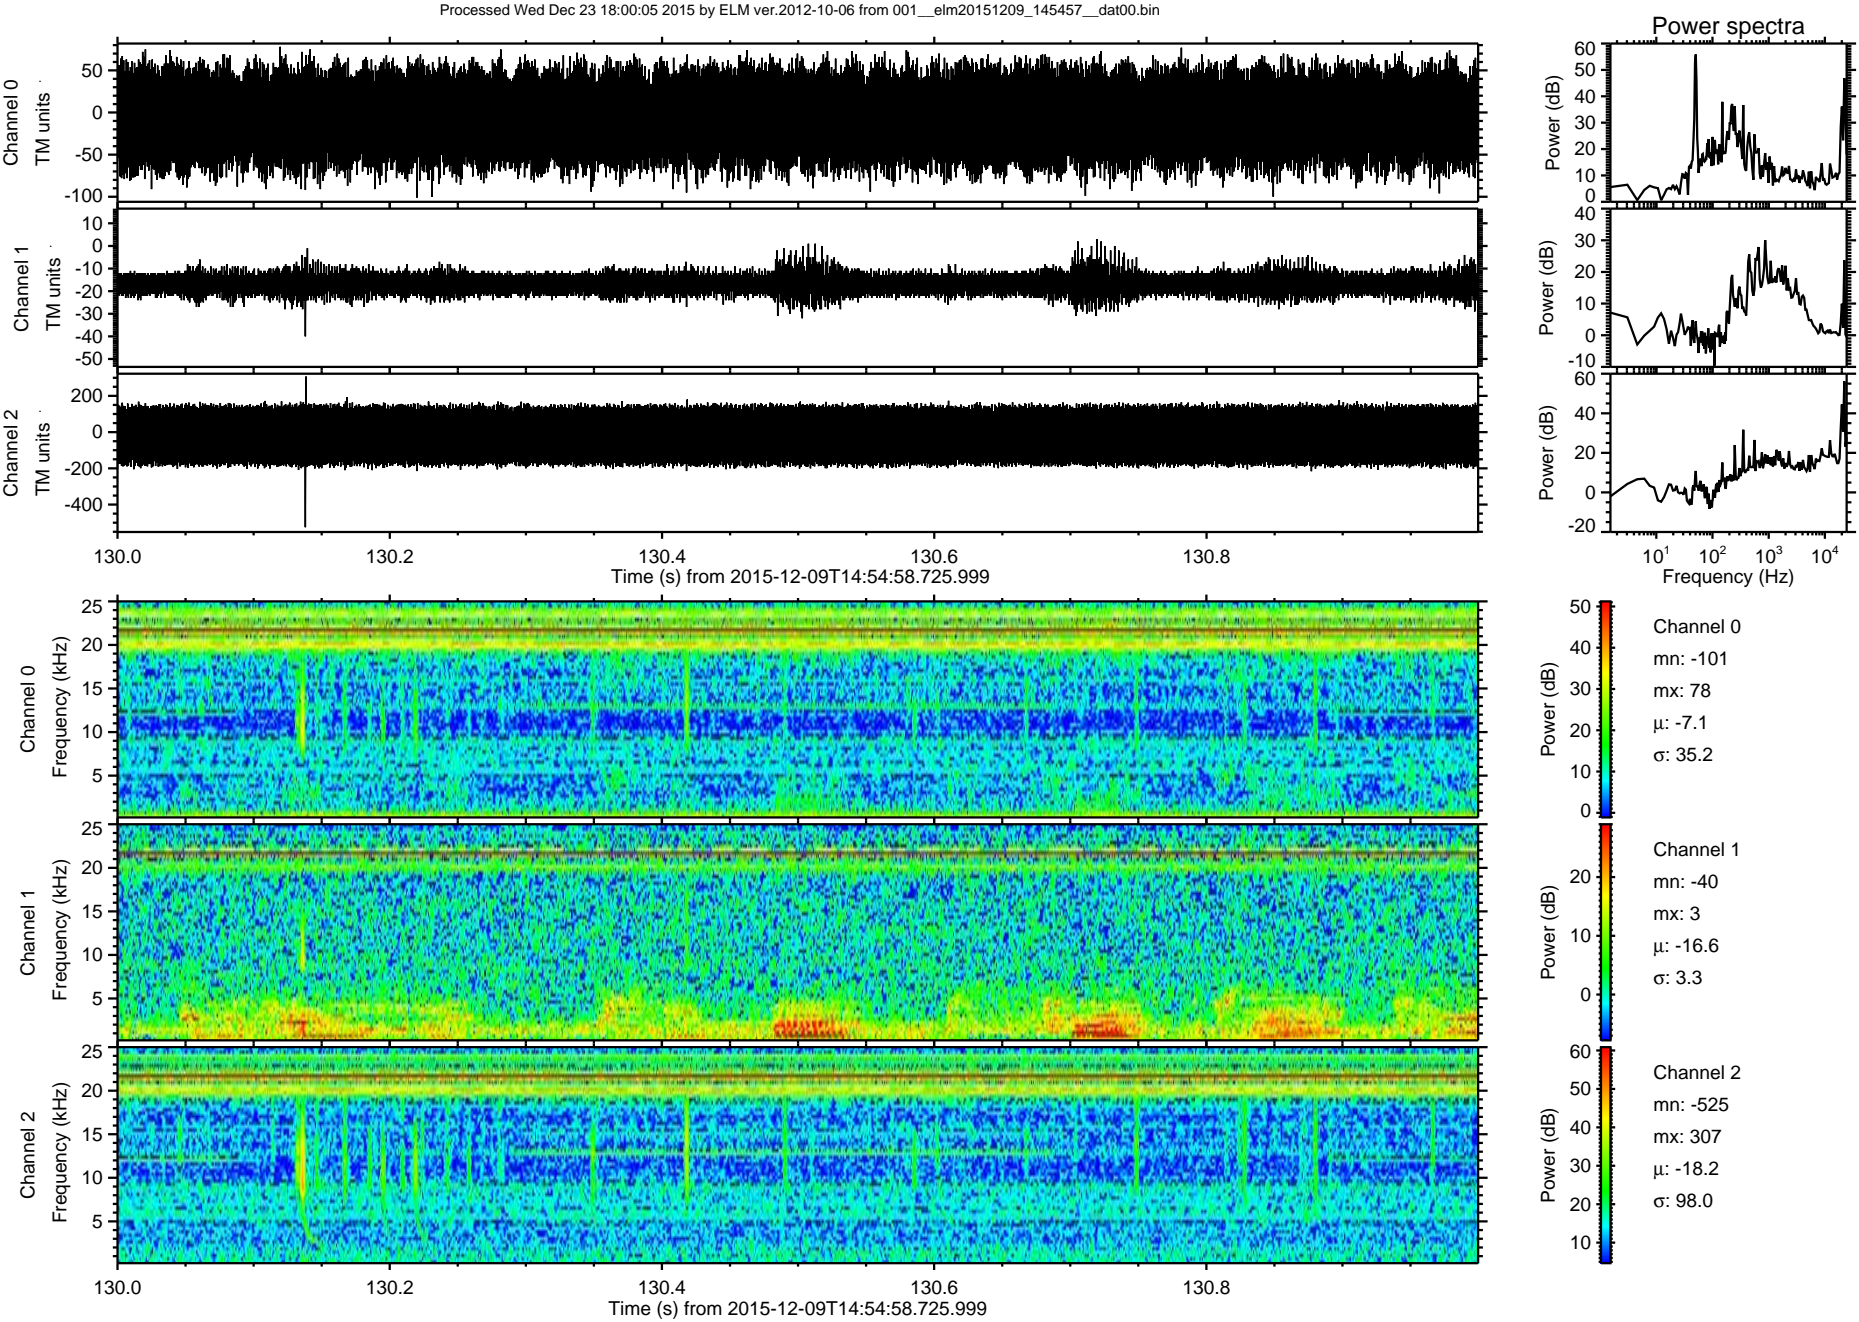 Processed Wed Dec 23 18:00:05 2015 by ELM ver.2012-10-06 from 001__elm20151209_145457__dat00.bin
Power spectra
Channel 0
TM units
50
0
-50
-100
Power (dB)
60
50
40
30
20
10
0
Channel 1
TM units
10
0
-10
-20
-30
-40
-50
Power (dB)
40
30
20
10
0
-10
Channel 2
TM units
200
0
-200
-400
Power (dB)
60
40
20
0
-20
130.0 130.2 130.4 130.6 130.8
Time (s) from 2015-12-09T14:54:58.725.999
10¹ 10² 10³ 10⁴
Frequency (Hz)
Channel 0
Frequency (kHz)
25
20
15
10
5
Power (dB)
50
40
30
20
10
0
Channel 0
mn: -101
mx: 78
μ: -7.1
σ: 35.2
Channel 1
Frequency (kHz)
25
20
15
10
5
Power (dB)
20
10
0
Channel 1
mn: -40
mx: 3
μ: -16.6
σ: 3.3
Channel 2
Frequency (kHz)
25
20
15
10
5
Power (dB)
60
50
40
30
20
10
Channel 2
mn: -525
mx: 307
μ: -18.2
σ: 98.0
130.0 130.2 130.4 130.6 130.8
Time (s) from 2015-12-09T14:54:58.725.999